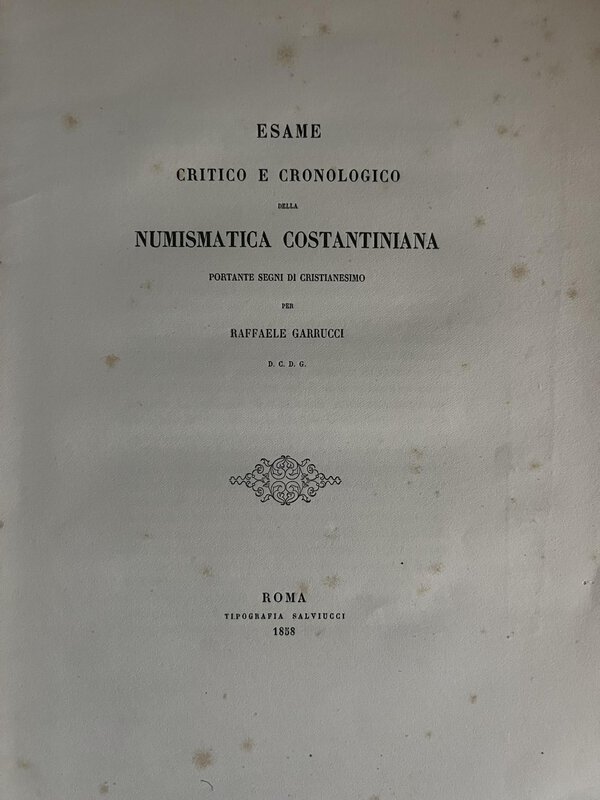 ESAME
CRITICO E CRONOLOGICO
DELLA
NUMISMATICA COSTANTINIANA
PORTANTE SEGNI DI CRISTIANESIMO
PER
RAFFAELE GARRUCCI
D. C. D. G.
ROMA
TIPOGRAFIA SALVIUCCI
1858